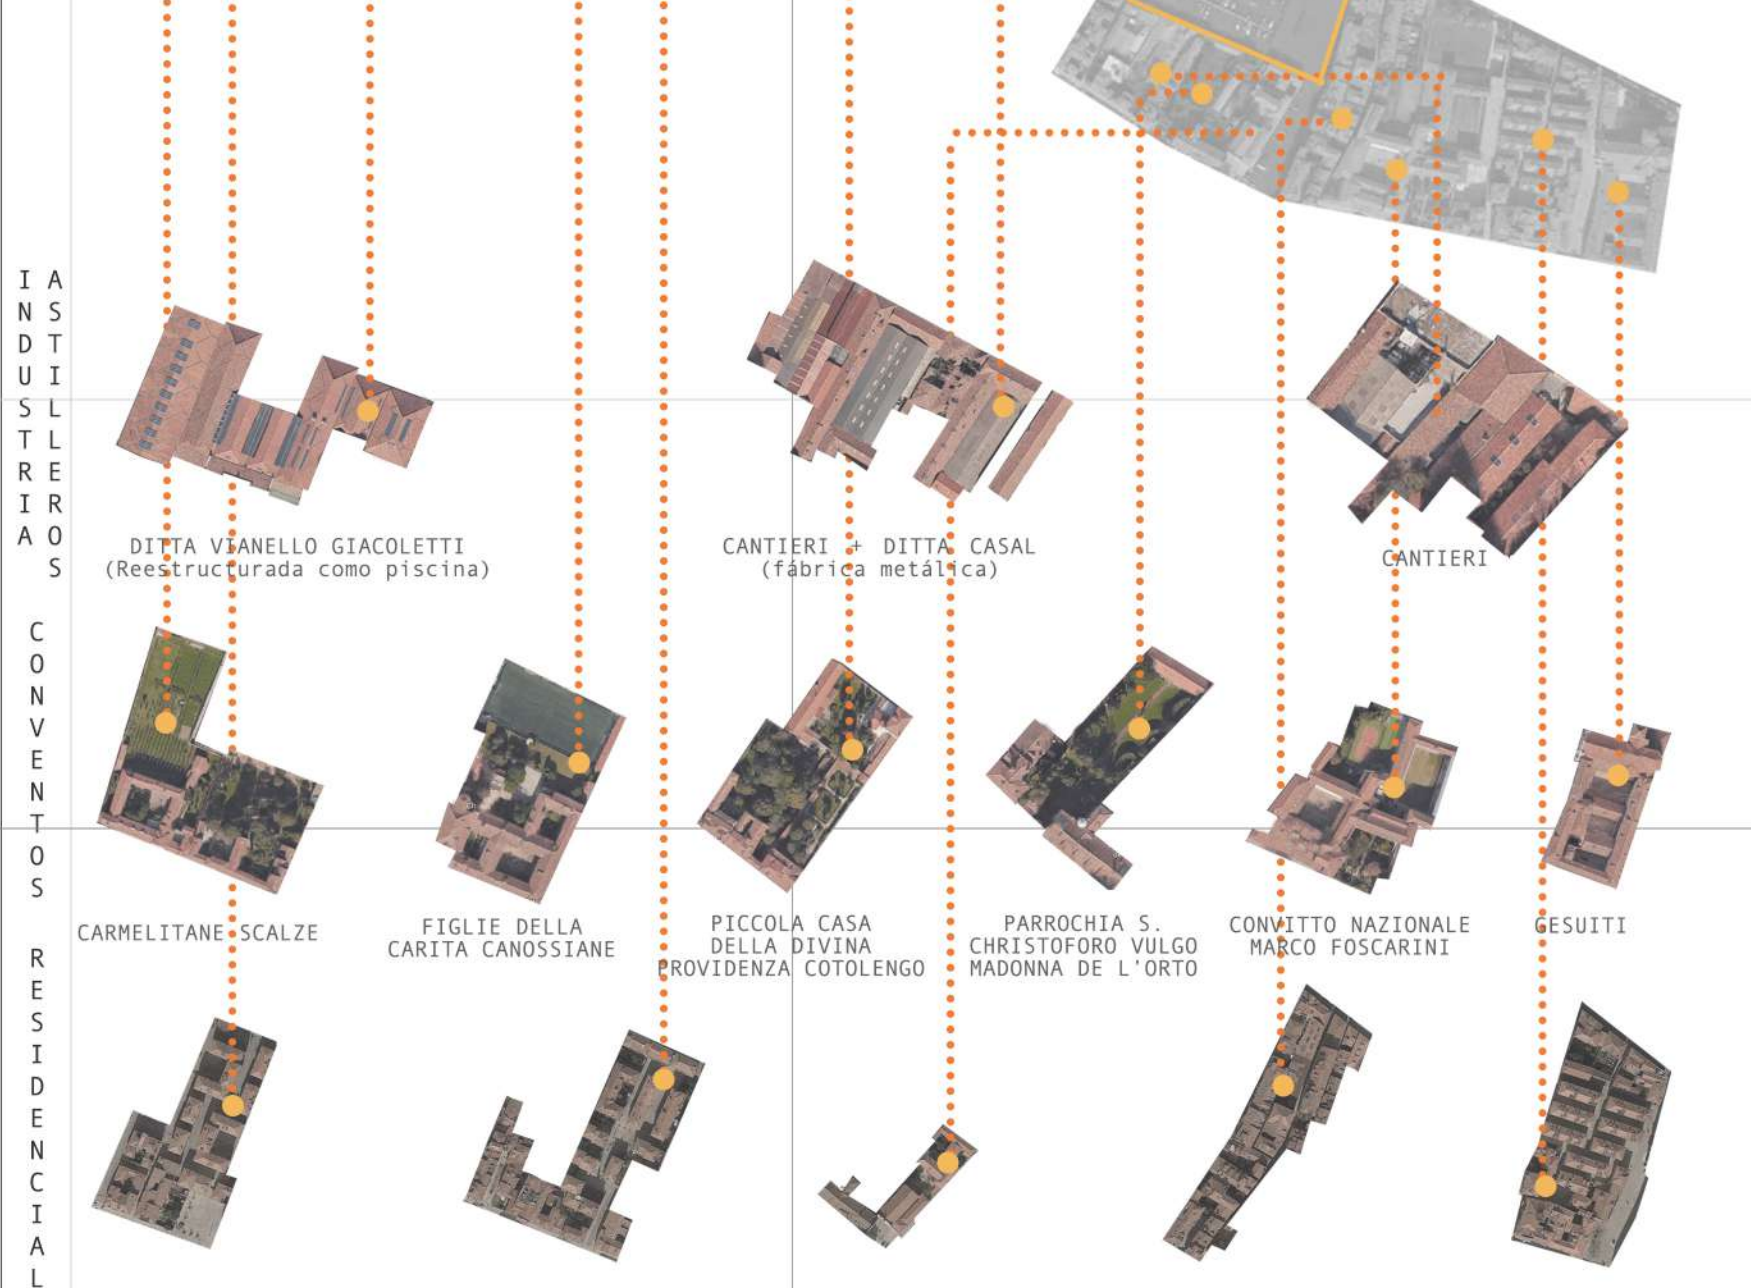 INDUSTRIA
ASTILLEROS
DITTA VIANELLO GIACOLETTI
(Reestructurada como piscina)
CANTIERI + DITTA CASAL
(fábrica metálica)
CANTIERI
CONVENTOS
CARMELITANE SCALZE
FIGLIE DELLA
CARITA CANOSSIANE
PICCOLA CASA
DELLA DIVINA
PROVIDENZA COTOLENGO
PARROCHIA S.
CHRISTOFORO VULGO
MADONNA DE L'ORTO
CONVITTO NAZIONALE
MARCO FOSCARINI
GESUITI
RESIDENCIAL